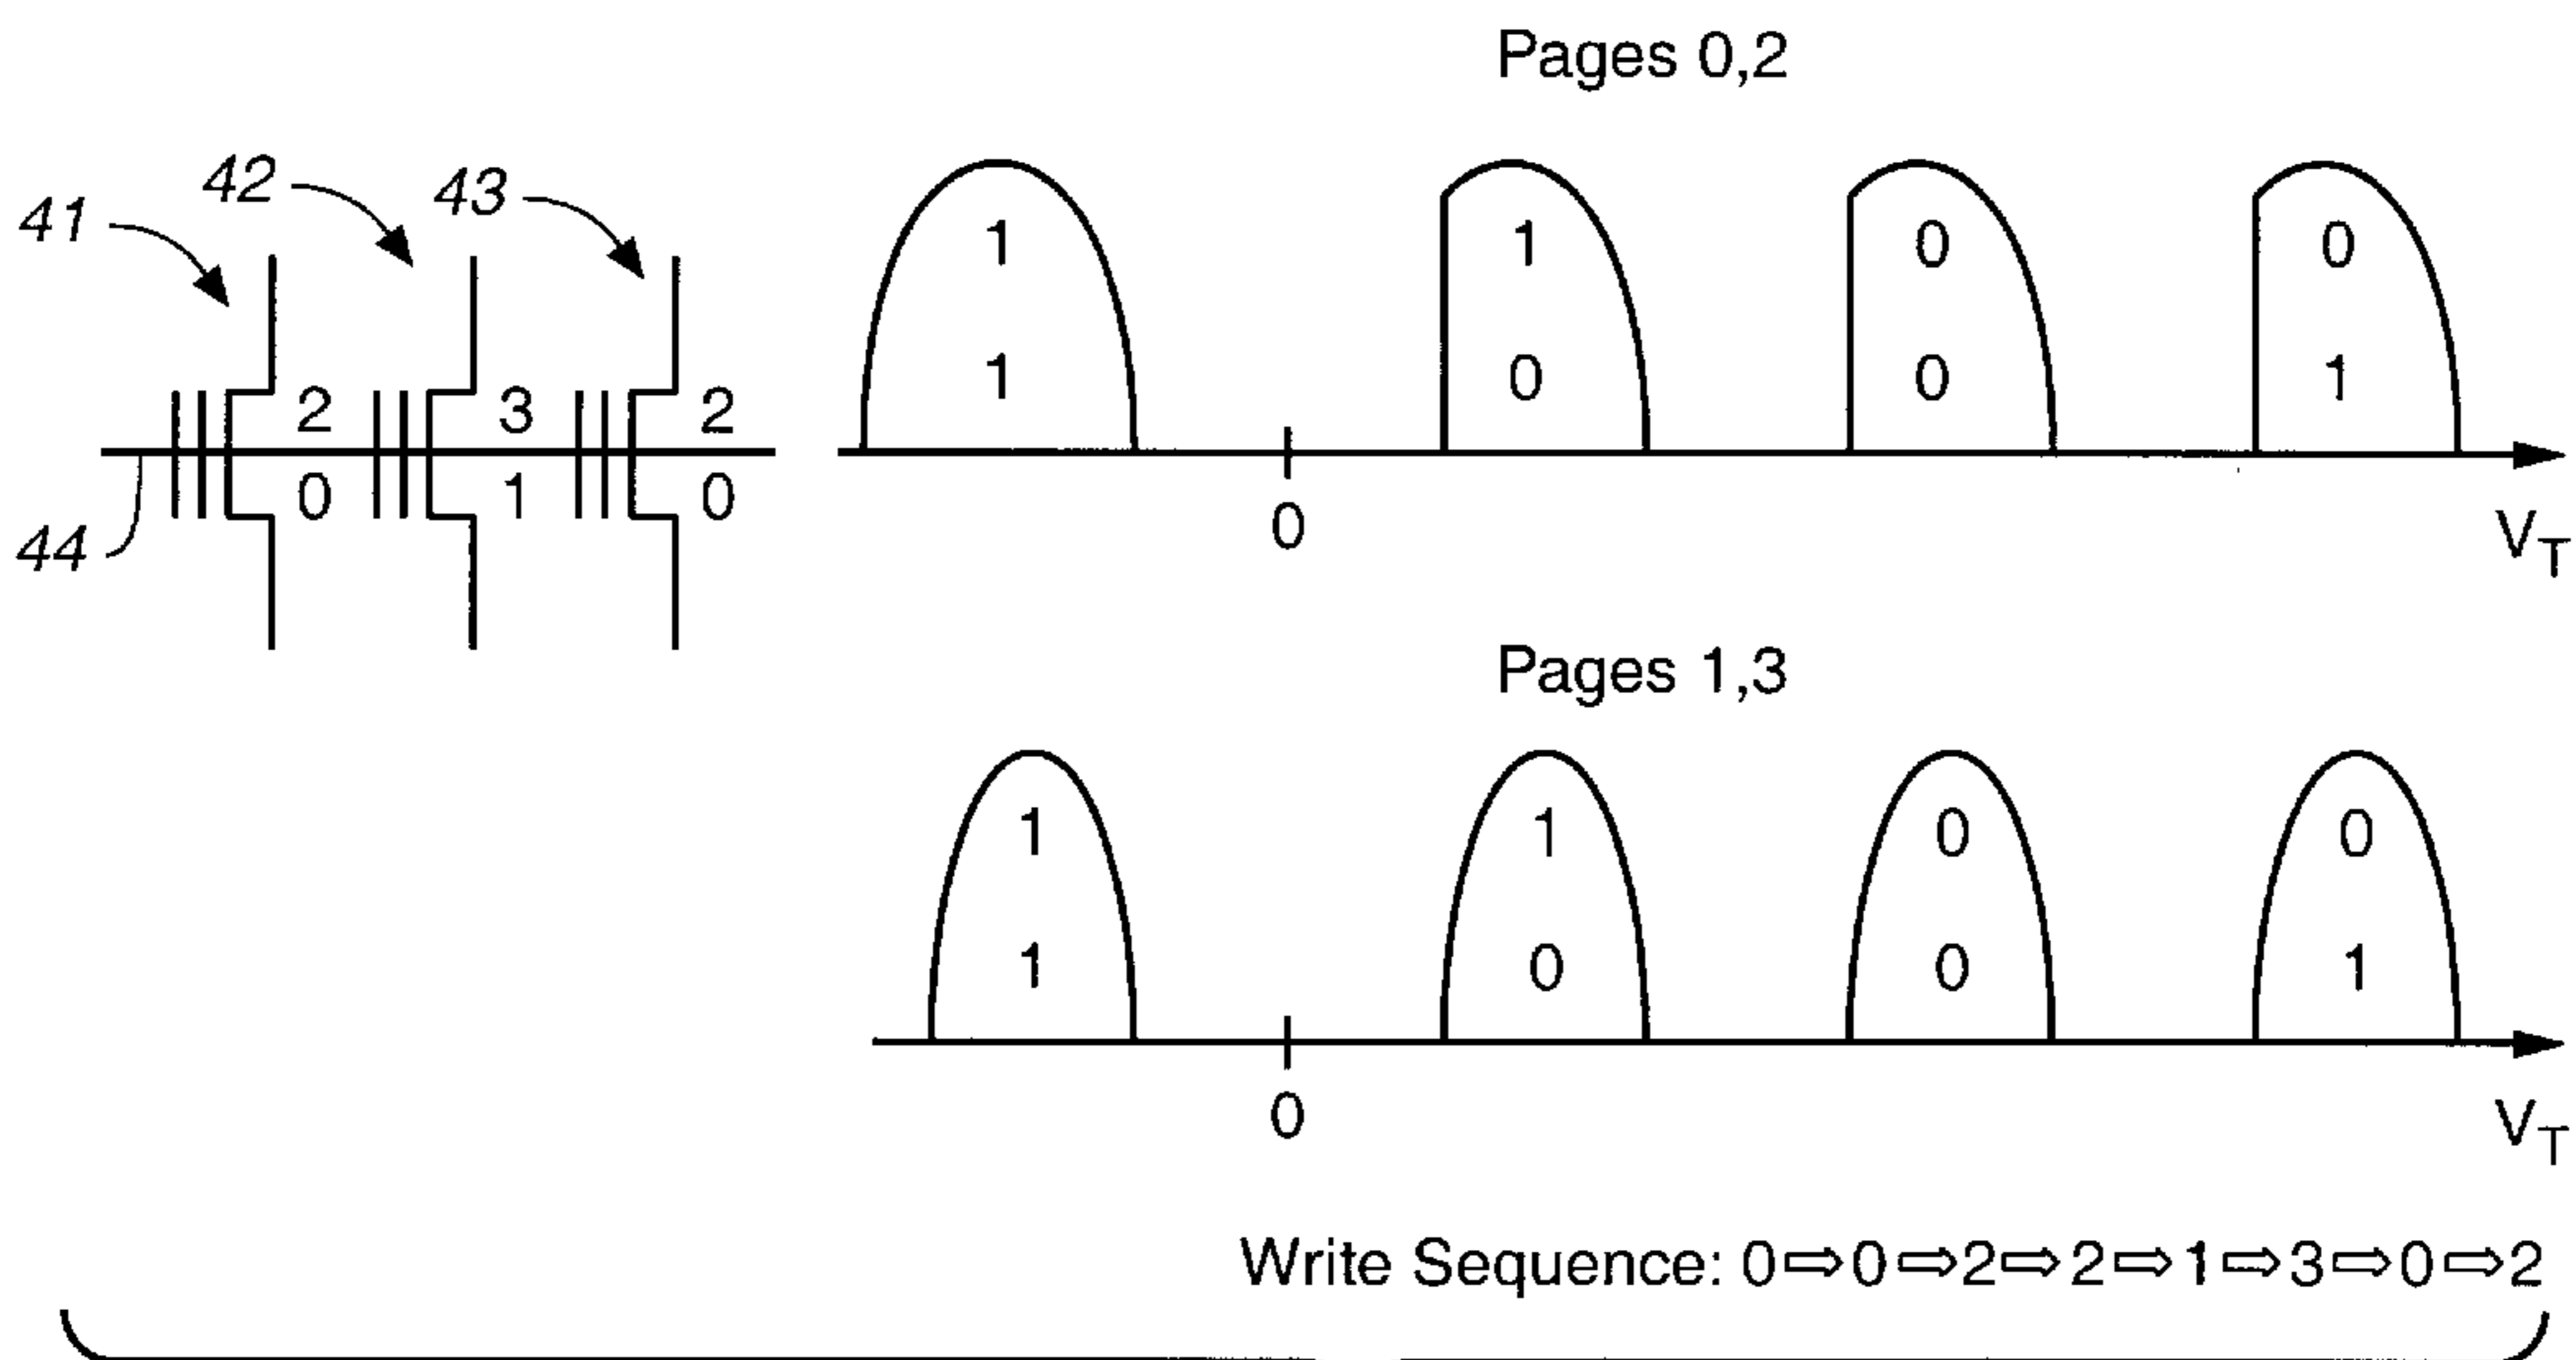 Pages 0,2
41 42 43
44
2 3 2
0 1 0
1 1 0 0
1 0 0 1
0
V_T
Pages 1,3
1 1 0 0
1 0 0 1
0
V_T
Write Sequence: 0⇨0⇨2⇨2⇨1⇨3⇨0⇨2